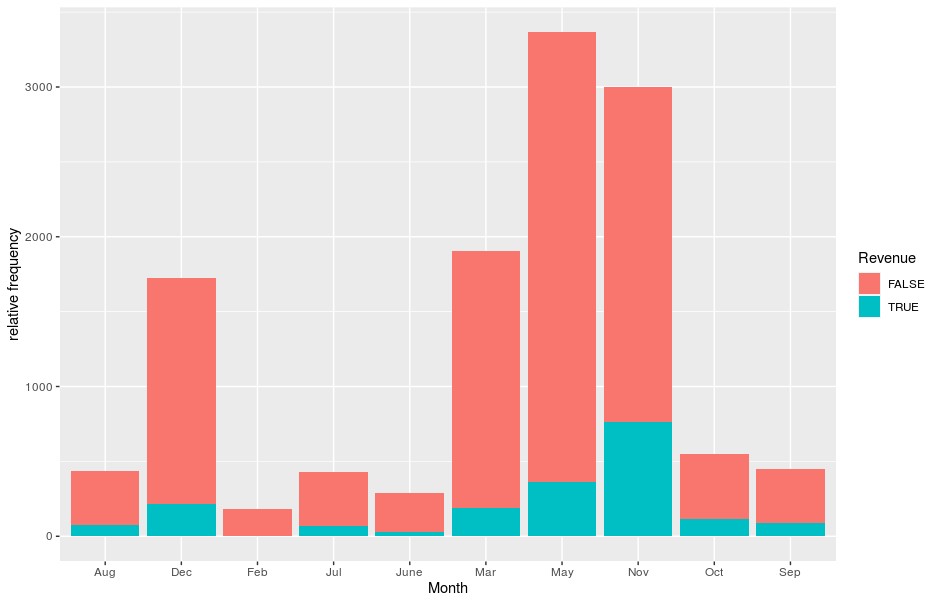 3000
2000
1000
0
relative frequency
Aug Dec Feb Jul June Mar May Nov Oct Sep
Month
Revenue
FALSE
TRUE